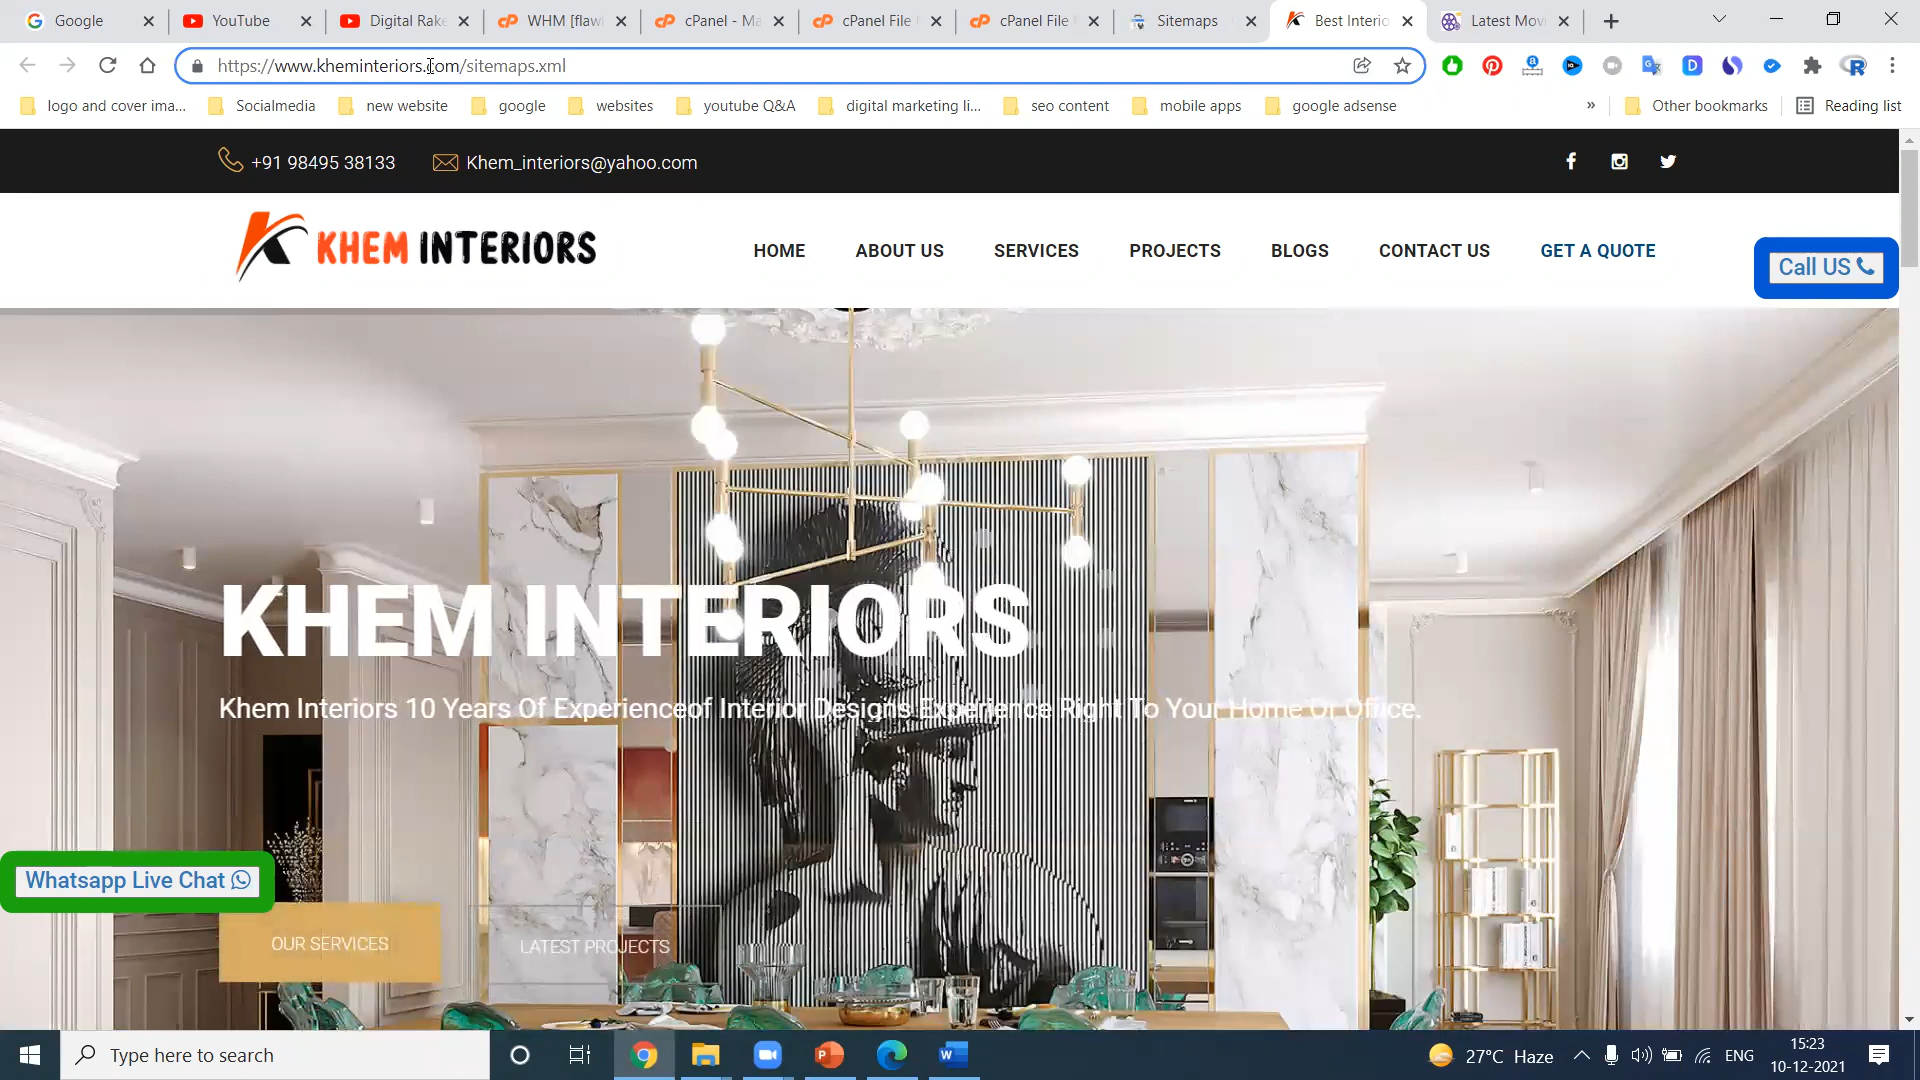 Google
YouTube
Digital Rake
WHM [flawl
cPanel - Ma
cPanel File
cPanel File
Sitemaps
Best Interio
Latest Mov
https://www.kheminteriors.com/sitemaps.xml
logo and cover ima...
Socialmedia
new website
google
websites
youtube Q&A
digital marketing li...
seo content
mobile apps
google adsense
»
Other bookmarks
Reading list
+91 98495 38133
Khem_interiors@yahoo.com
KHEM INTERIORS
HOME
ABOUT US
SERVICES
PROJECTS
BLOGS
CONTACT US
GET A QUOTE
Call US
KHEM INTERIORS
Khem Interiors 10 Years Of Experienceof Interior Designs Experience Right To Your Home Or Office.
Whatsapp Live Chat
OUR SERVICES
LATEST PROJECTS
Type here to search
27°C Haze
ENG
15:23
10-12-2021